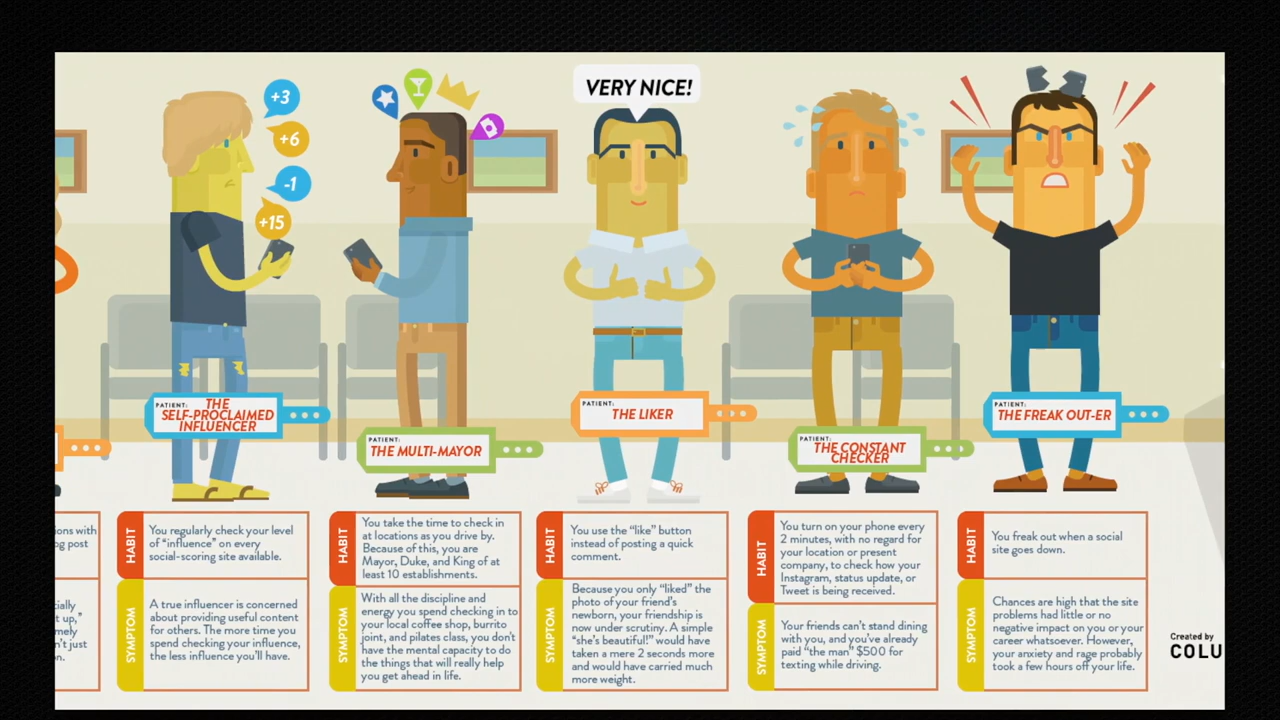 VERY NICE!
+3
+6
-1
+15
PATIENT:
THE
SELF-PROCLAIMED
INFLUENCER
PATIENT:
THE MULTI-MAYOR
PATIENT:
THE LIKER
PATIENT:
THE CONSTANT
CHECKER
PATIENT:
THE FREAK OUT-ER
ons with
og post
n't just
HABIT
You regularly check your level
of “influence” on every
social-scoring site available.
SYMPTOM
A true influencer is concerned
about providing useful content
for others. The more time you
spend checking your influence,
the less influence you’ll have.
HABIT
You take the time to check in
at locations as you drive by.
Because of this, you are
Mayor, Duke, and King of at
least 10 establishments.
SYMPTOM
With all the discipline and
energy you spend checking in to
your local coffee shop, burrito
joint, and pilates class, you don’t
have the mental capacity to do
the things that will really help
you get ahead in life.
HABIT
You use the “like” button
instead of posting a quick
comment.
SYMPTOM
Because you only “liked” the
photo of your friend’s
newborn, your friendship is
now under scrutiny. A simple
“she’s beautiful!” would have
taken a mere 2 seconds more
and would have carried much
more weight.
HABIT
You turn on your phone every
2 minutes, with no regard for
your location or present
company, to check how your
Instagram, status update, or
Tweet is being received.
SYMPTOM
Your friends can’t stand dining
with you, and you’ve already
paid “the man” $500 for
texting while driving.
HABIT
You freak out when a social
site goes down.
SYMPTOM
Chances are high that the site
problems had little or no
negative impact on you or your
career whatsoever. However,
your anxiety and rage probably
took a few hours off your life.
Created by
COLU